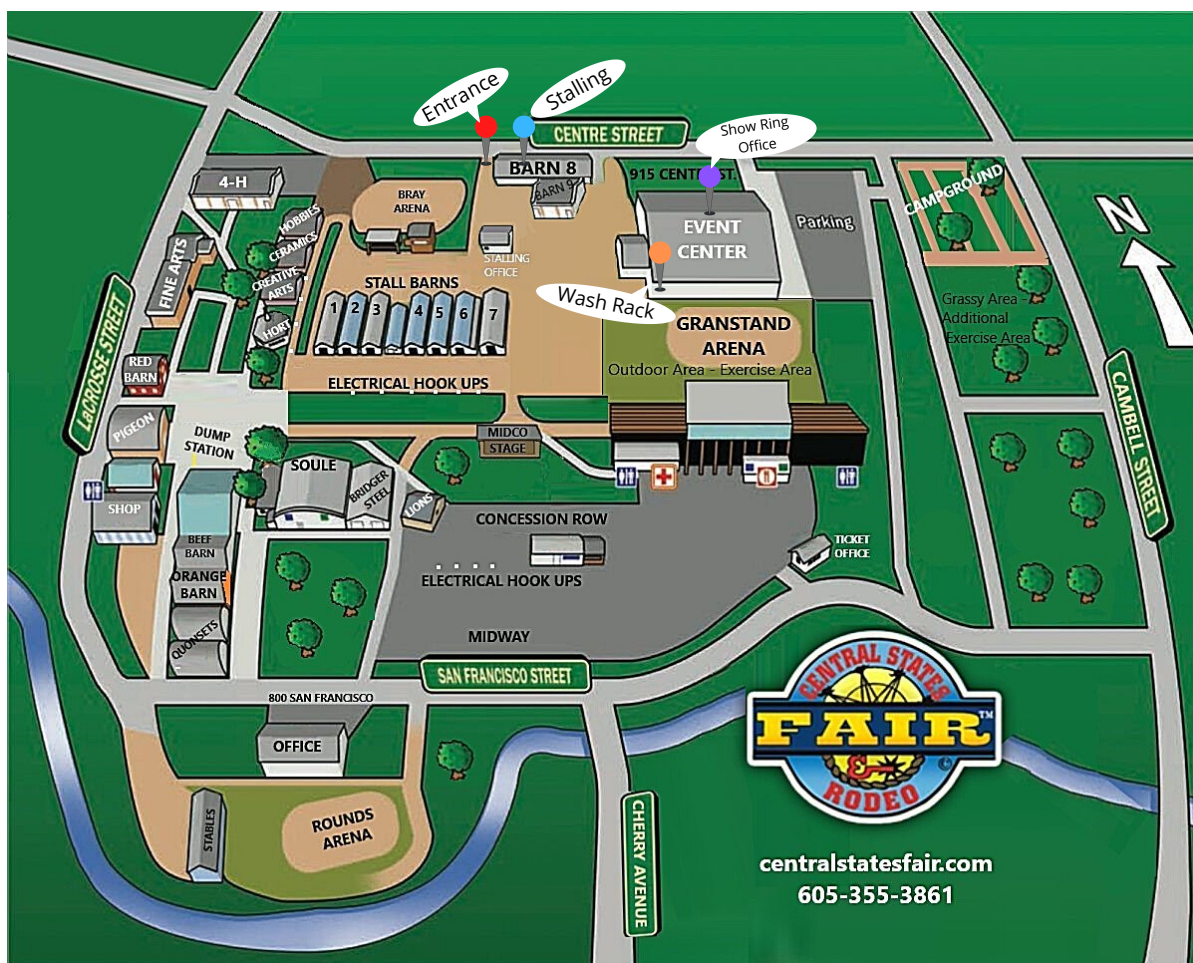 Entrance
Stalling
CENTRE STREET
Show Ring
Office
4-H
BARN 8
BARN 9
915 CENTRE ST.
BRAY
ARENA
HOBBIES
CERAMICS
CREATIVE
ARTS
HORT
FINE ARTS
STALLING
OFFICE
EVENT
CENTER
Parking
CAMPGROUND
N
STALL BARNS
1
2
3
4
5
6
7
Wash Rack
GRANSTAND
ARENA
Outdoor Area - Exercise Area
Grassy Area -
Additional
Exercise Area
LaCROSSE STREET
RED
BARN
ELECTRICAL HOOK UPS
CAMBELL STREET
PIGEON
DUMP
STATION
MIDCO
STAGE
SOULE
BRIDGER
STEEL
LIONS
SHOP
CONCESSION ROW
TICKET
OFFICE
BEEF
BARN
ORANGE
BARN
ELECTRICAL HOOK UPS
QUONSETS
MIDWAY
SAN FRANCISCO STREET
800 SAN FRANCISCO
OFFICE
STABLES
ROUNDS
ARENA
CHERRY AVENUE
CENTRAL STATES
FAIR™
&
RODEO
©
centralstatesfair.com
605-355-3861